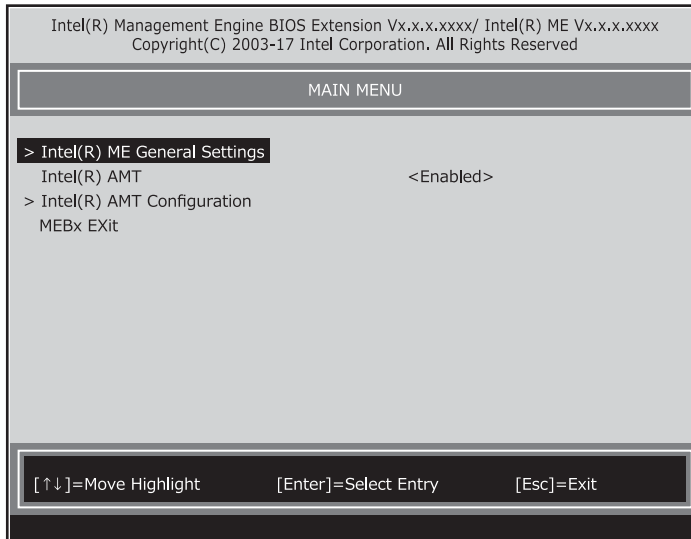 Intel(R) Management Engine BIOS Extension Vx.x.x.xxxx/ Intel(R) ME Vx.x.x.xxxx
Copyright(C) 2003-17 Intel Corporation. All Rights Reserved
MAIN MENU
> Intel(R) ME General Settings
Intel(R) AMT <Enabled>
> Intel(R) AMT Configuration
MEBx EXit
[↑↓]=Move Highlight [Enter]=Select Entry [Esc]=Exit